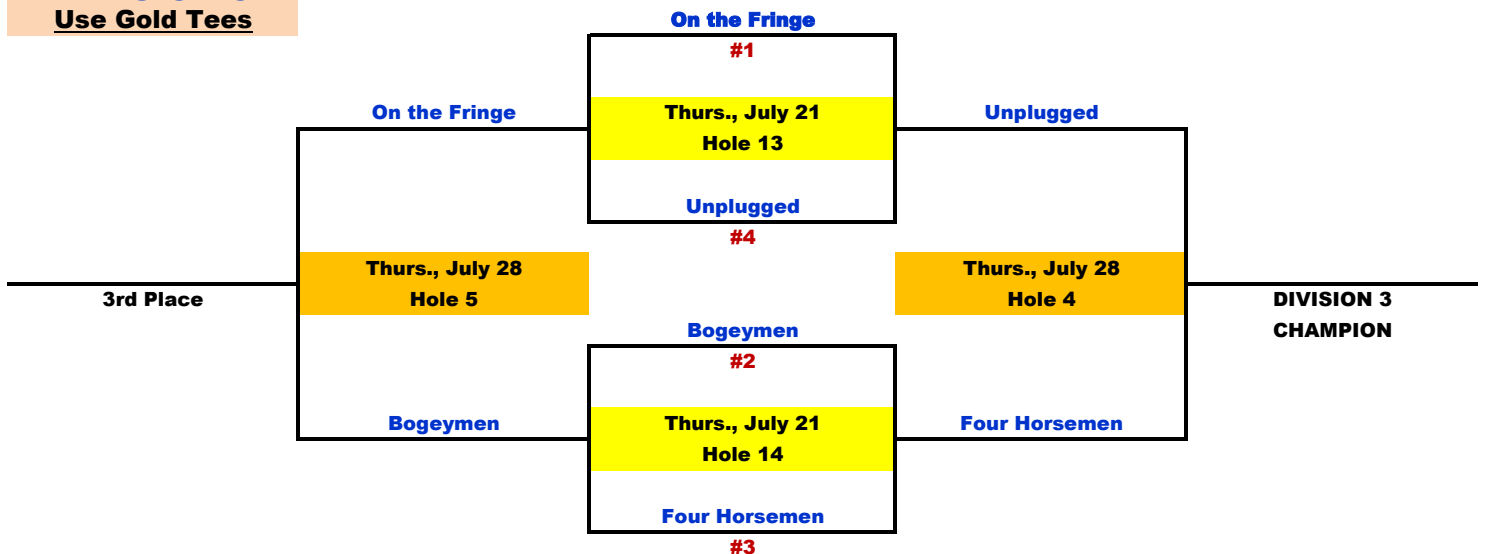 Use Gold Tees
On the Fringe
#1
On the Fringe
Thurs., July 21
Hole 13
Unplugged
Unplugged
#4
Thurs., July 28
Hole 5
3rd Place
Thurs., July 28
Hole 4
DIVISION 3
CHAMPION
Bogeymen
#2
Bogeymen
Thurs., July 21
Hole 14
Four Horsemen
Four Horsemen
#3